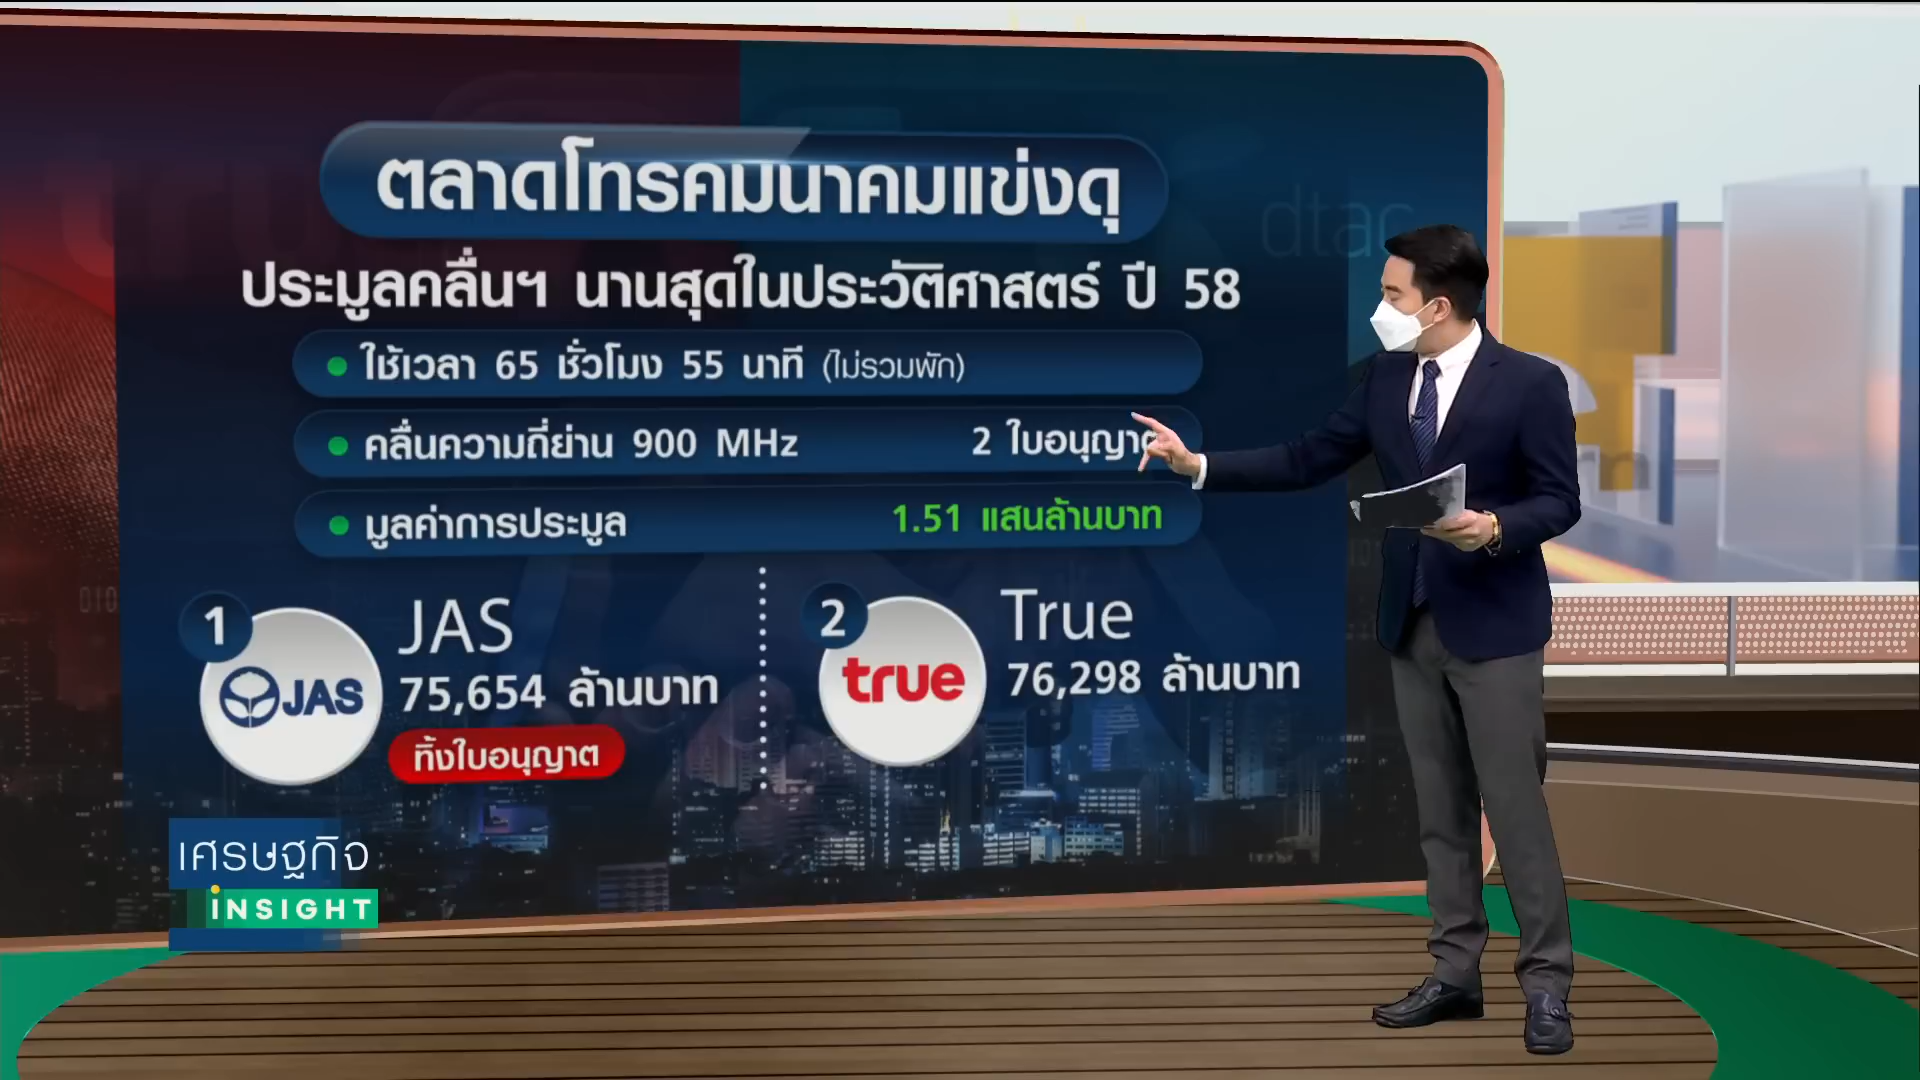 ตลาดโทรคมนาคมแข่งดุ
ประมูลคลื่นฯ นานสุดในประวัติศาสตร์ ปี 58
ใช้เวลา 65 ชั่วโมง 55 นาที (ไม่รวมพัก)
คลื่นความถี่ย่าน 900 MHz 2 ใบอนุญาต
มูลค่าการประมูล 1.51 แสนล้านบาท
1
JAS
JAS
75,654 ล้านบาท
ทิ้งใบอนุญาต
2
true
True
76,298 ล้านบาท
dtac
เศรษฐกิจ
INSIGHT